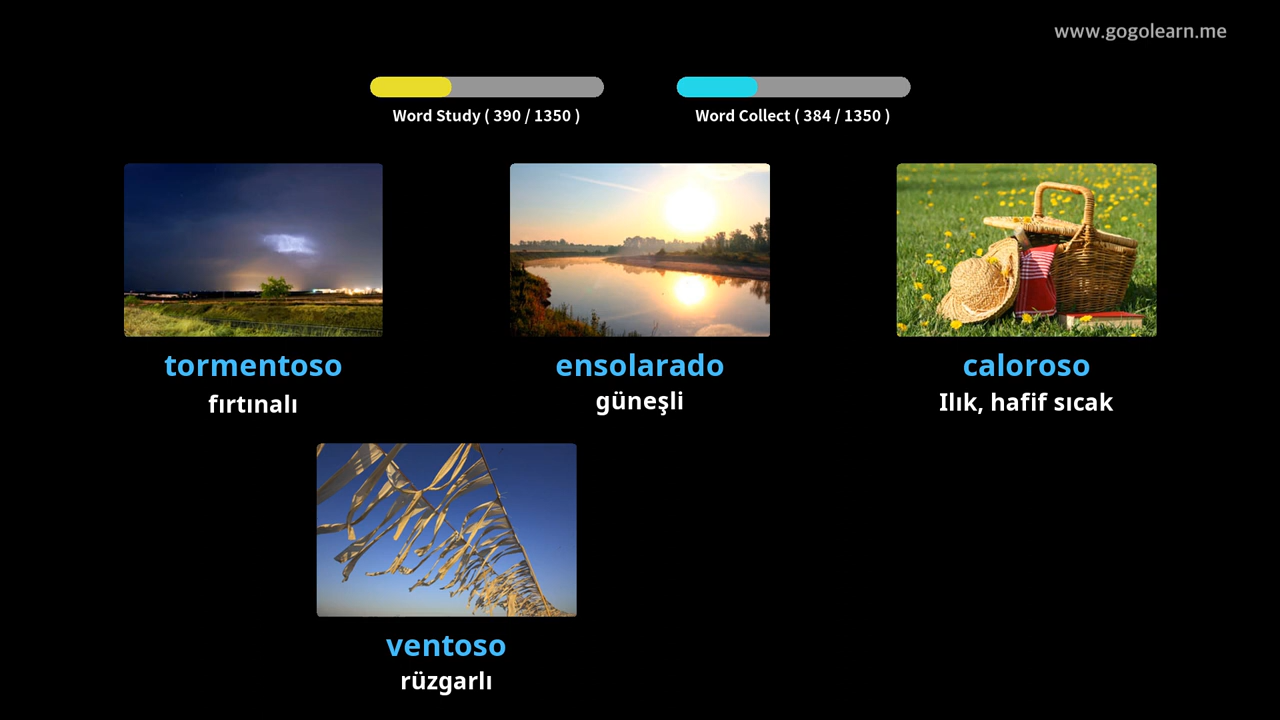 www.gogolearn.me
Word Study ( 390 / 1350 )
Word Collect ( 384 / 1350 )
tormentoso
fırtınalı
ensolarado
güneşli
caloroso
Ilık, hafif sıcak
ventoso
rüzgarlı